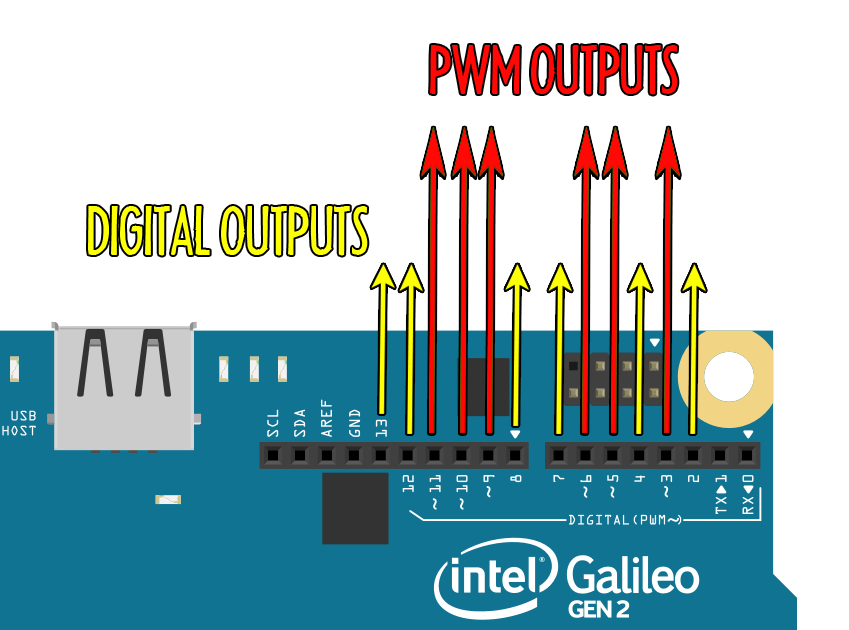 PWM OUTPUTS
DIGITAL OUTPUTS
USB
HOST
SCL
SDA
AREF
GND
13
12
~11
~10
~9
8
7
~6
~5
4
~3
2
TX▶1
RX◀0
DIGITAL(PWM~)
intel® Galileo
GEN 2